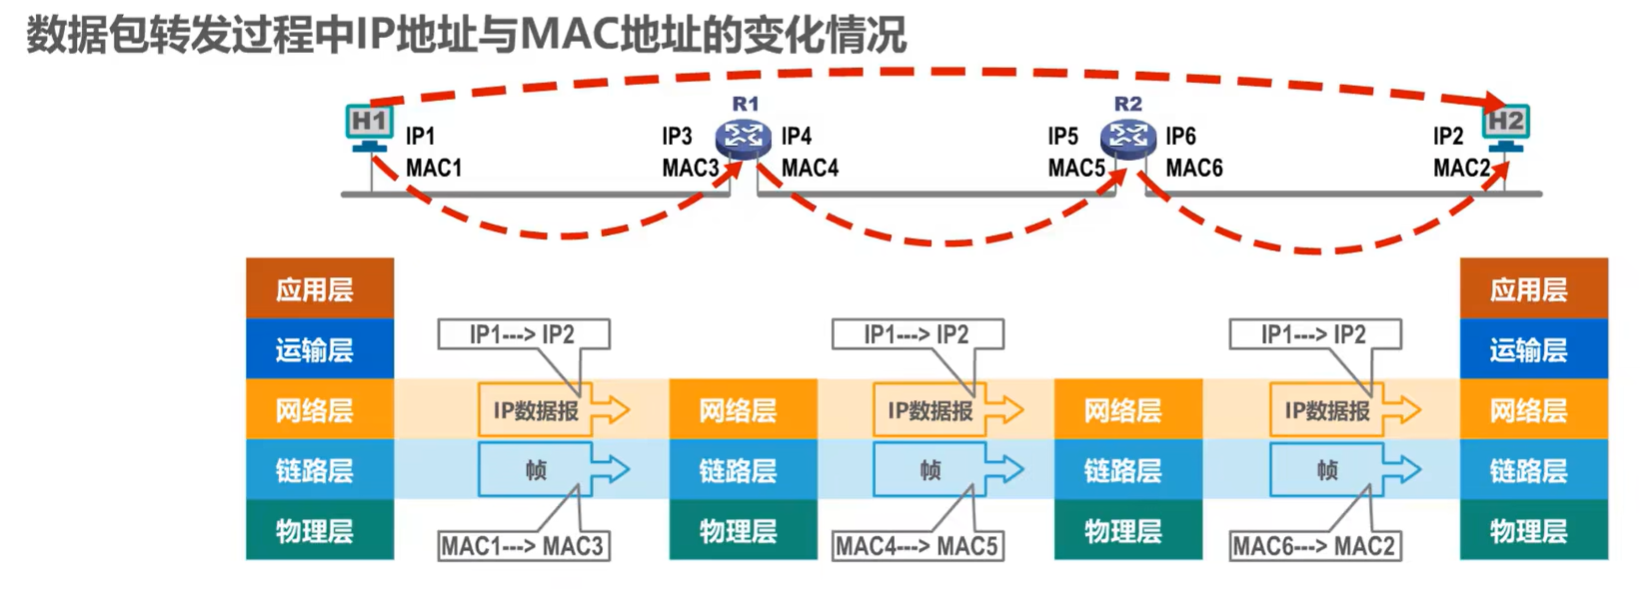 数据包转发过程中IP地址与MAC地址的变化情况
R1
R2
H1
H2
IP1
IP3
IP4
IP5
IP6
IP2
MAC1
MAC3
MAC4
MAC5
MAC6
MAC2
应用层
应用层
运输层
IP1---> IP2
IP1---> IP2
IP1---> IP2
运输层
网络层
IP数据报
网络层
IP数据报
网络层
IP数据报
网络层
链路层
帧
链路层
帧
链路层
帧
链路层
物理层
MAC1---> MAC3
物理层
MAC4---> MAC5
物理层
MAC6---> MAC2
物理层